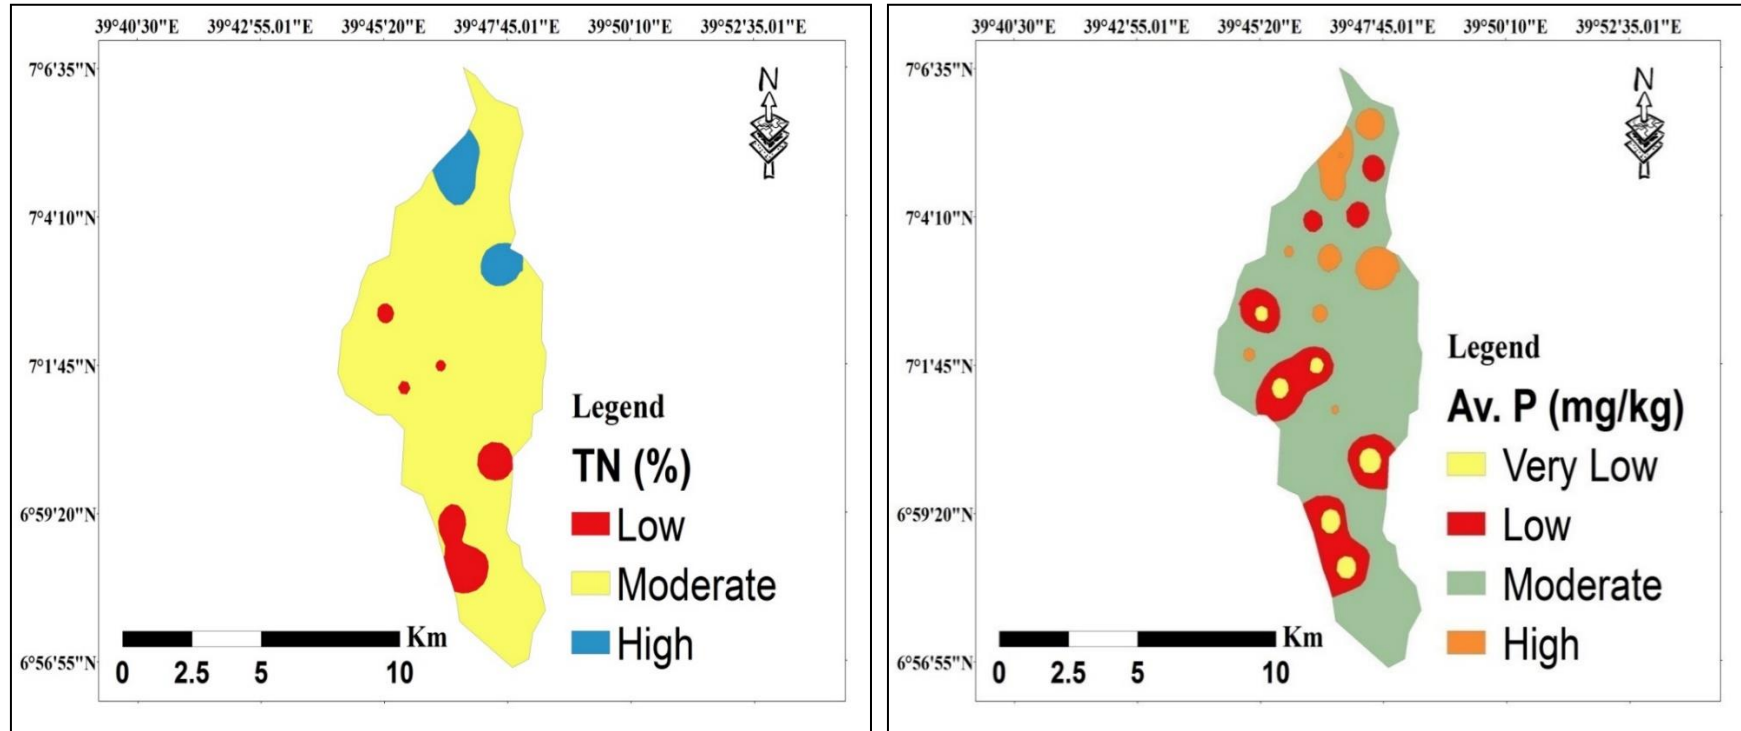 39°40'30"E 39°42'55.01"E 39°45'20"E 39°47'45.01"E 39°50'10"E 39°52'35.01"E
7°6'35"N
N
7°4'10"N
7°1'45"N
Legend
TN (%)
Low
6°59'20"N
Moderate
High
Km
6°56'55"N
0 2.5 5 10
39°40'30"E 39°42'55.01"E 39°45'20"E 39°47'45.01"E 39°50'10"E 39°52'35.01"E
7°6'35"N
N
7°4'10"N
Legend
7°1'45"N
Av. P (mg/kg)
Very Low
6°59'20"N
Low
Moderate
High
Km
6°56'55"N
0 2.5 5 10